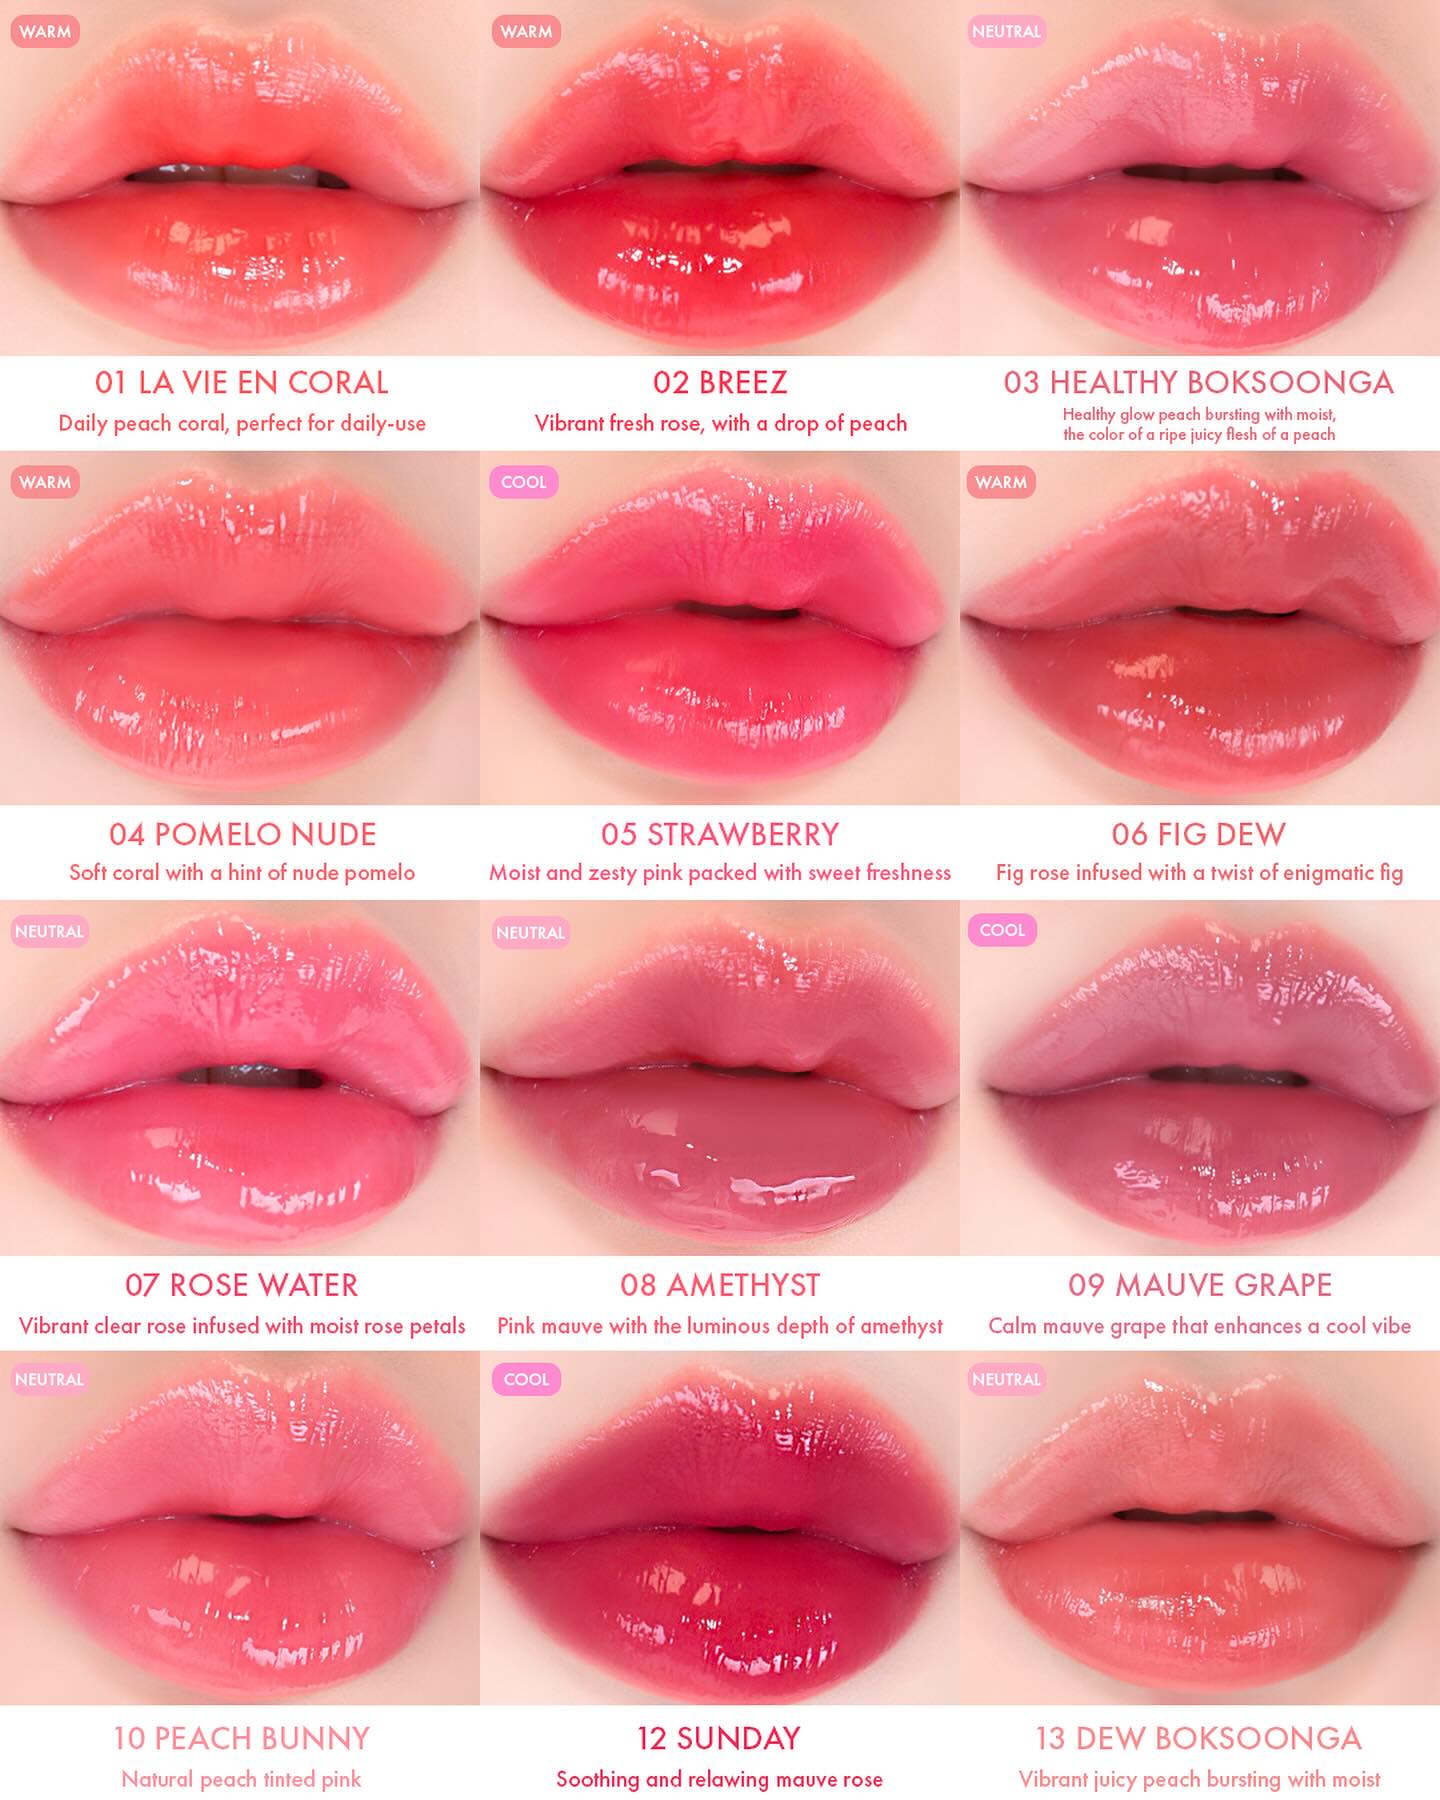 WARM
WARM
NEUTRAL
01 LA VIE EN CORAL
Daily peach coral, perfect for daily-use
02 BREEZ
Vibrant fresh rose, with a drop of peach
03 HEALTHY BOKSOONGA
Healthy glow peach bursting with moist,
the color of a ripe juicy flesh of a peach
WARM
COOL
WARM
04 POMELO NUDE
Soft coral with a hint of nude pomelo
05 STRAWBERRY
Moist and zesty pink packed with sweet freshness
06 FIG DEW
Fig rose infused with a twist of enigmatic fig
NEUTRAL
NEUTRAL
COOL
07 ROSE WATER
Vibrant clear rose infused with moist rose petals
08 AMETHYST
Pink mauve with the luminous depth of amethyst
09 MAUVE GRAPE
Calm mauve grape that enhances a cool vibe
NEUTRAL
COOL
NEUTRAL
10 PEACH BUNNY
Natural peach tinted pink
12 SUNDAY
Soothing and relawing mauve rose
13 DEW BOKSOONGA
Vibrant juicy peach bursting with moist